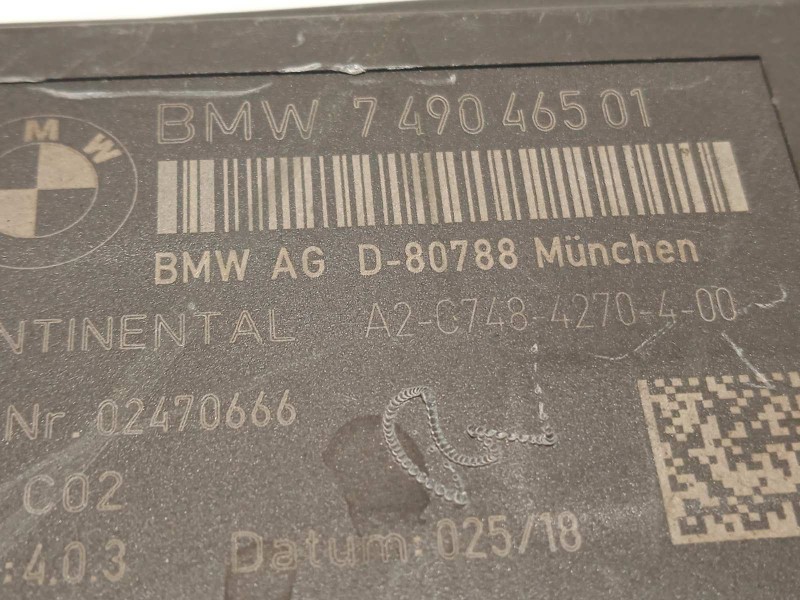 BMW 7 490 465 01
BMW
BMW AG D-80788 München
NTINENTAL A2-C748-4270-4-00
Nr. 02470666
C02
:4.0.3 Datum: 025/18